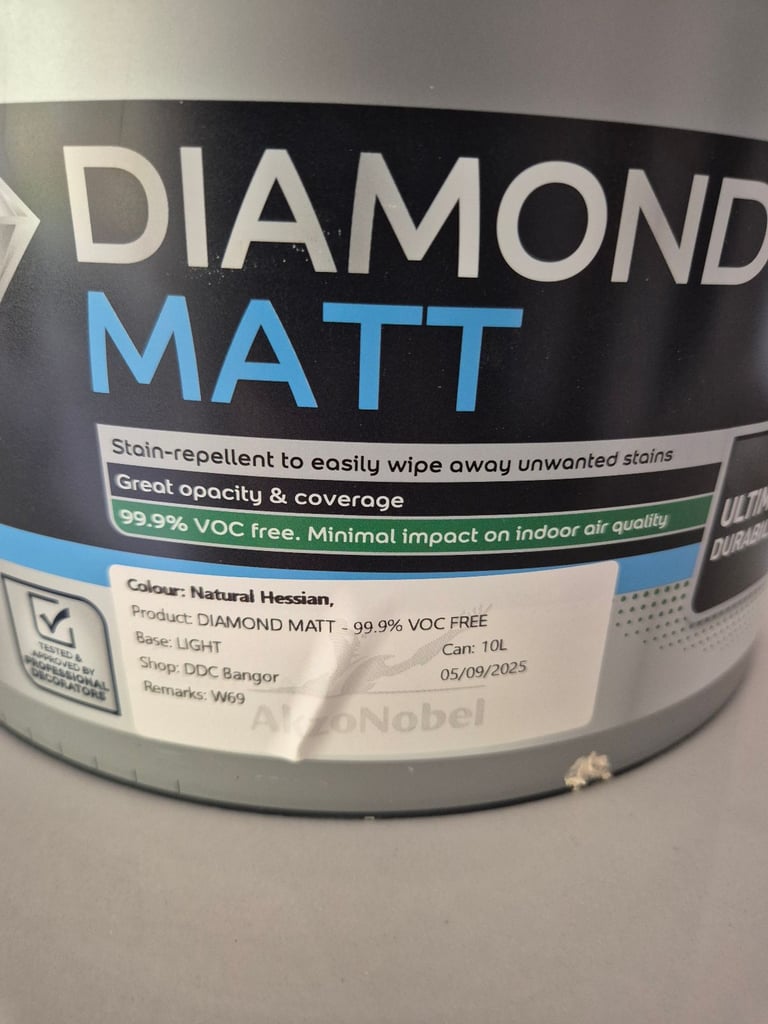 DIAMOND
MATT
Stain-repellent to easily wipe away unwanted stains
Great opacity & coverage
99.9% VOC free. Minimal impact on indoor air quality
ULTIM
DURABIL
TESTED &
APPROVED BY
PROFESSIONAL
DECORATORS
Colour: Natural Hessian,
Product: DIAMOND MATT - 99.9% VOC FREE
Base: LIGHT
Can: 10L
Shop: DDC Bangor
05/09/2025
Remarks: W69
AkzoNobel